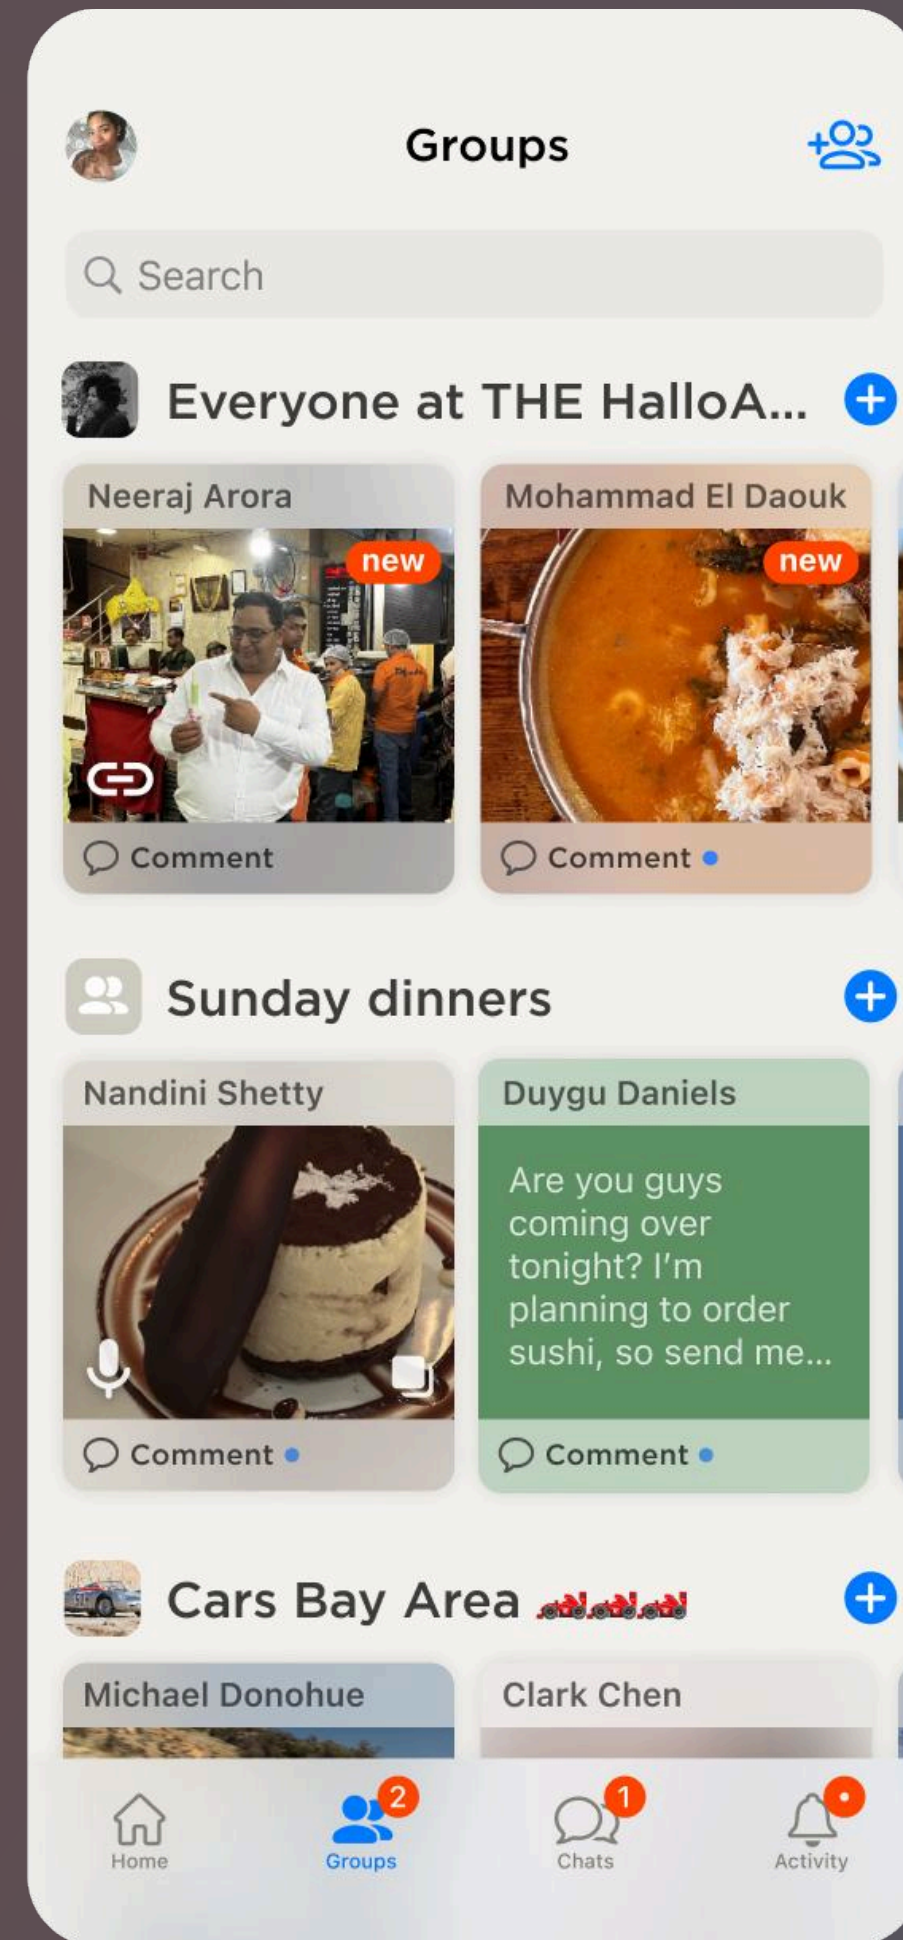 Groups
Search
Everyone at THE HalloA...
Neeraj Arora
Mohammad El Daouk
new
new
Comment
Comment
Sunday dinners
Nandini Shetty
Duygu Daniels
Are you guys
coming over
tonight? I'm
planning to order
sushi, so send me...
Comment
Comment
Cars Bay Area 🏎️🏎️🏎️
Michael Donohue
Clark Chen
2
1
Home
Groups
Chats
Activity